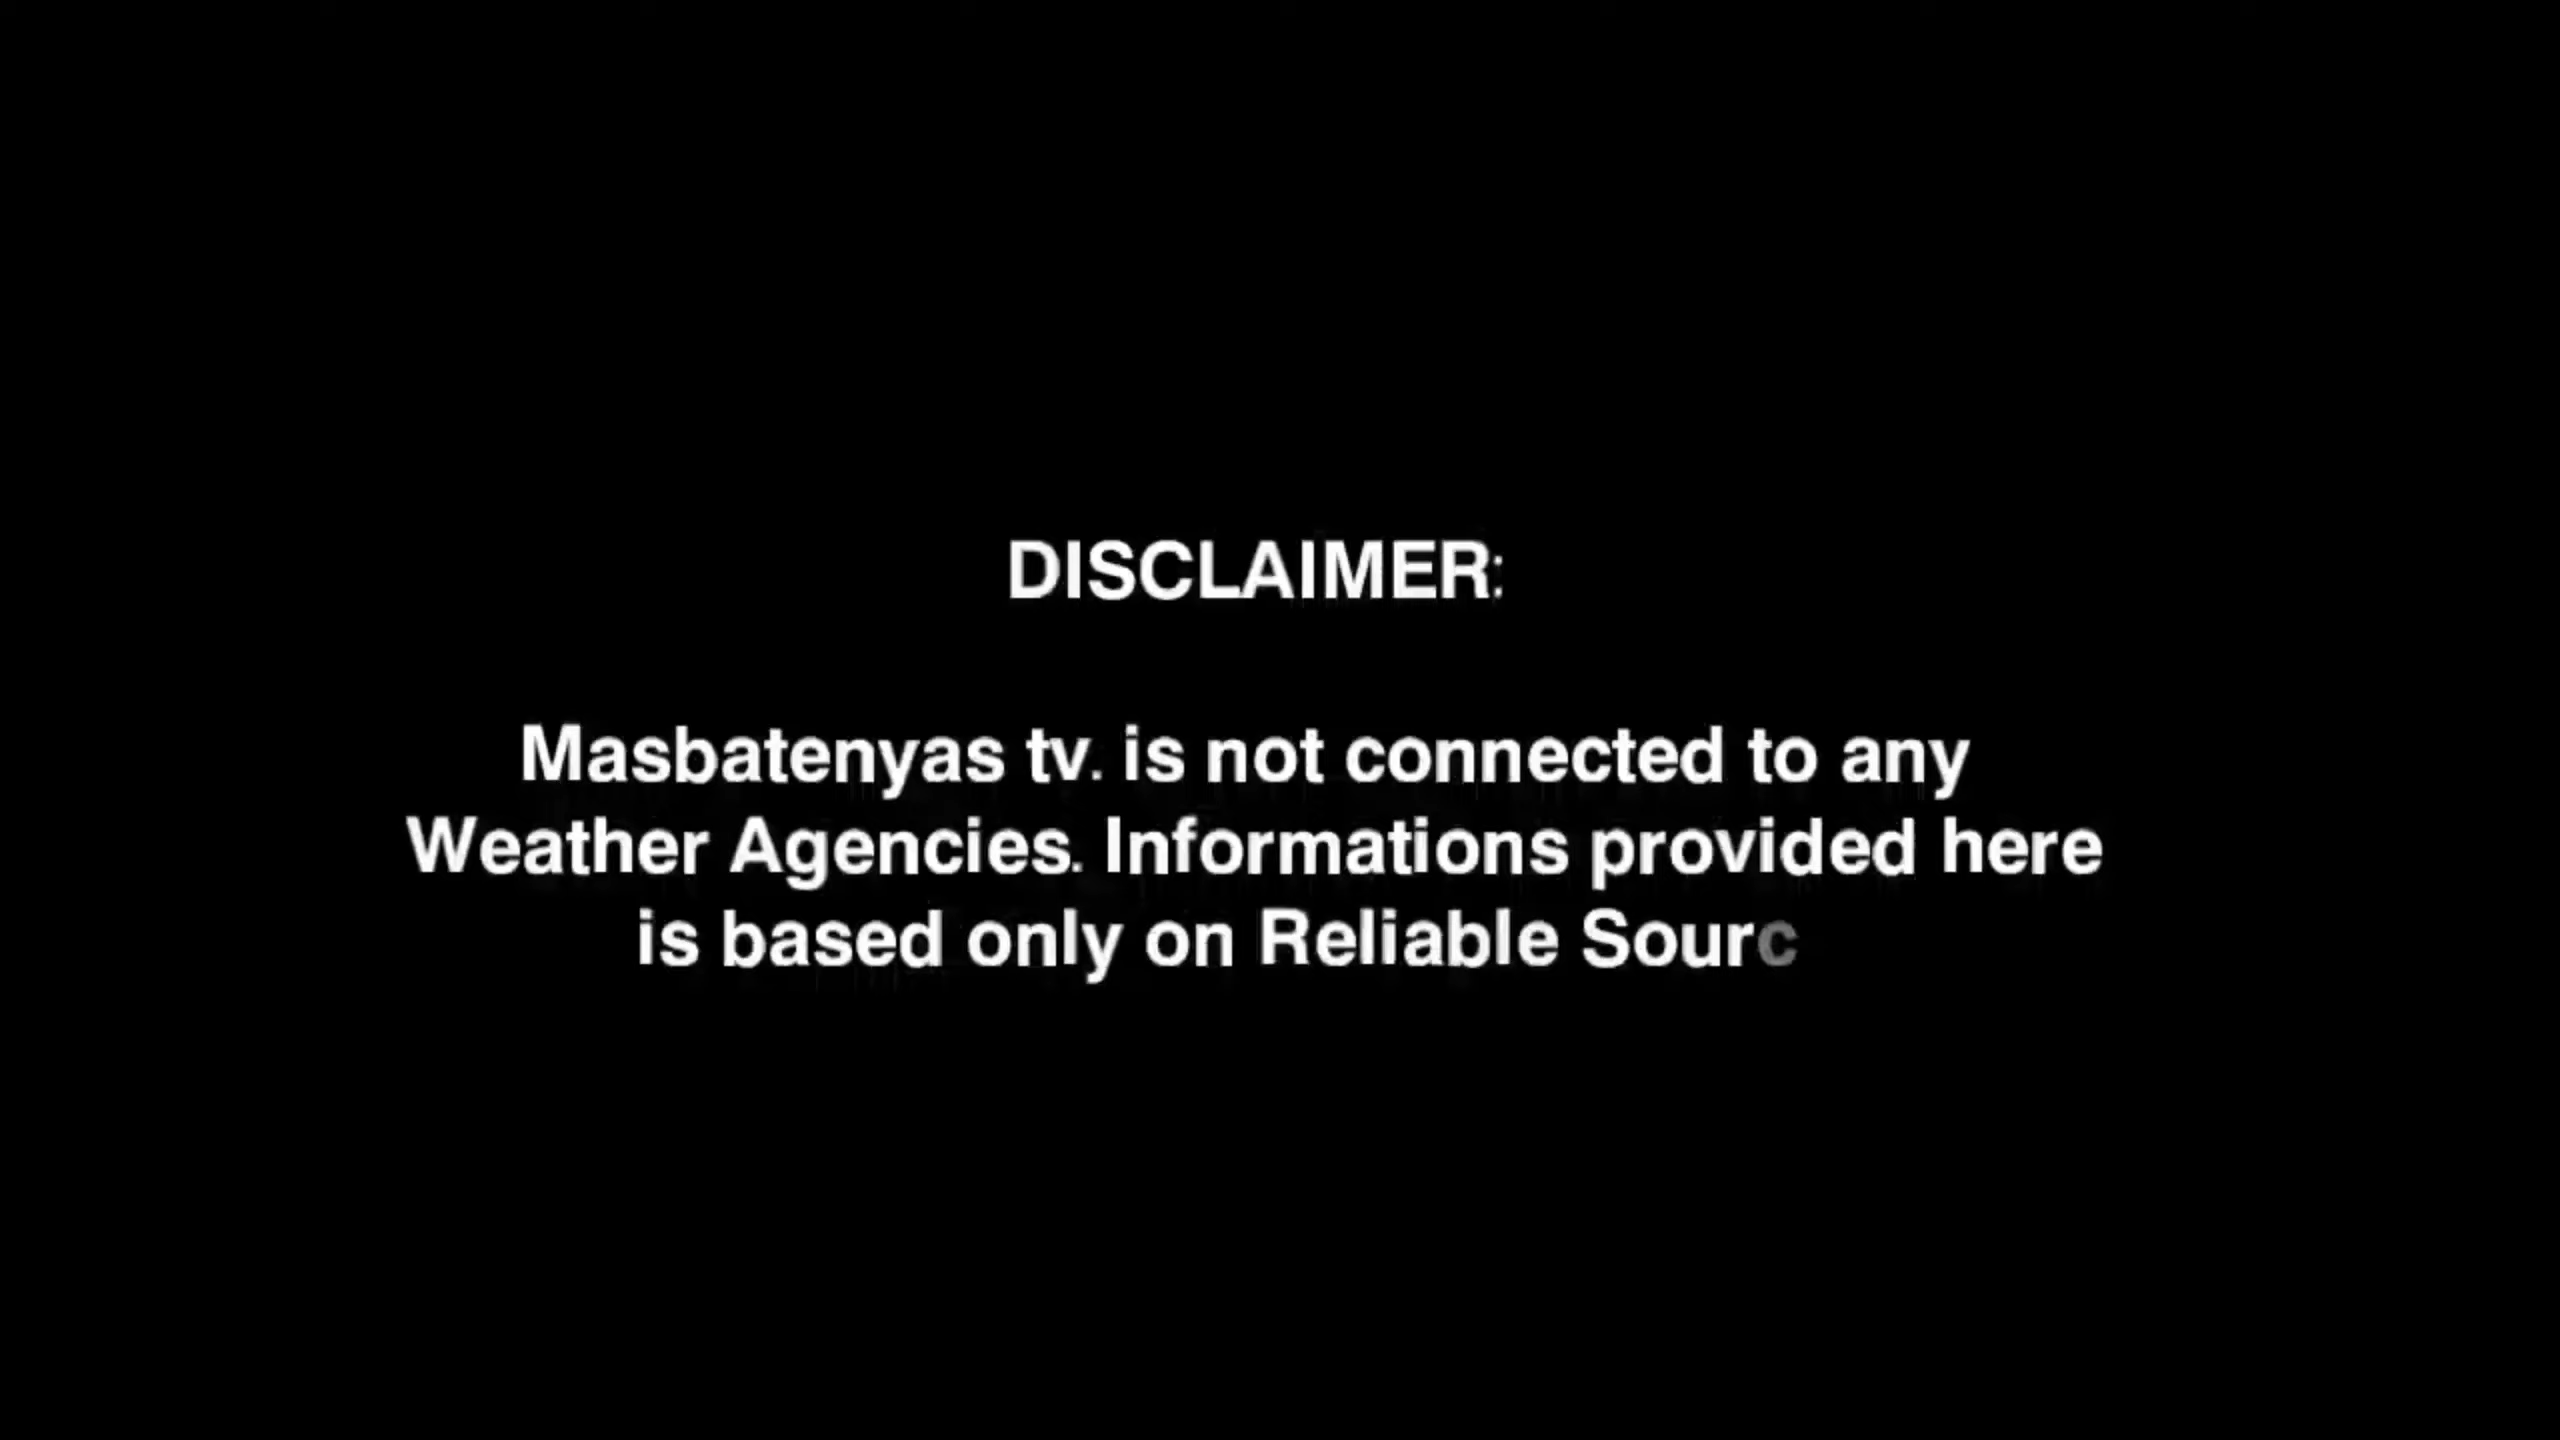 DISCLAIMER:
Masbatenyas tv. is not connected to any
Weather Agencies. Informations provided here
is based only on Reliable Sourc